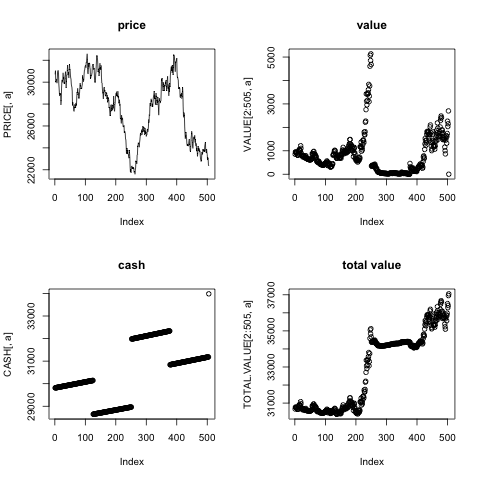 price
PRICE[, a]
22000 26000 30000
0 100 200 300 400 500
Index
value
VALUE[2:505, a]
0 1000 3000 5000
0 100 200 300 400 500
Index
cash
CASH[, a]
29000 31000 33000
0 100 200 300 400 500
Index
total value
TOTAL.VALUE[2:505, a]
31000 33000 35000 37000
0 100 200 300 400 500
Index